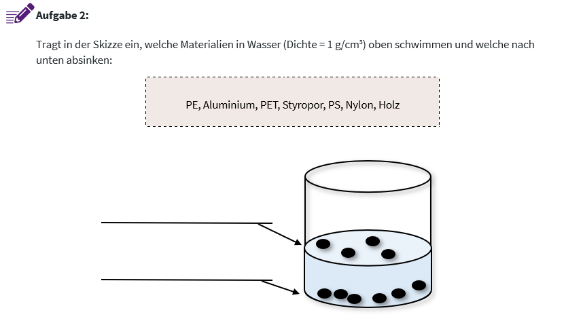 Aufgabe 2:
Tragt in der Skizze ein, welche Materialien in Wasser (Dichte = 1 g/cm³) oben schwimmen und welche nach
unten absinken:
PE, Aluminium, PET, Styropor, PS, Nylon, Holz